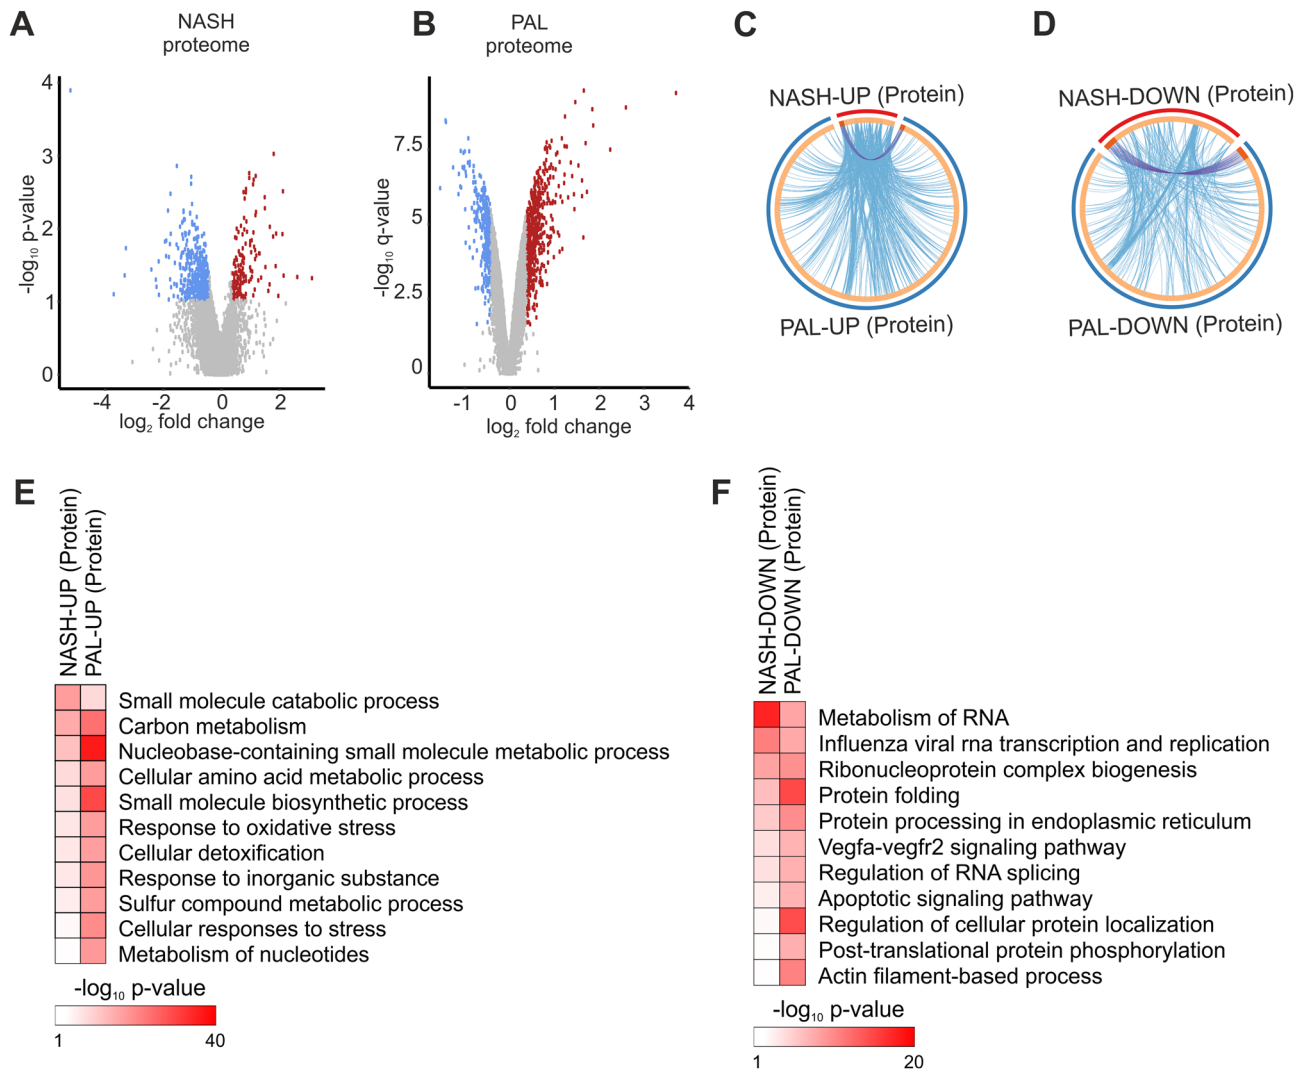 A
NASH
proteome
4
3
2
1
0
-log10 p-value
-4
-2
0
2
log2 fold change
B
PAL
proteome
7.5
5
2.5
0
-log10 q-value
-1
0
1
2
3
4
log2 fold change
C
NASH-UP (Protein)
PAL-UP (Protein)
D
NASH-DOWN (Protein)
PAL-DOWN (Protein)
E
NASH-UP (Protein)
PAL-UP (Protein)
Small molecule catabolic process
Carbon metabolism
Nucleobase-containing small molecule metabolic process
Cellular amino acid metabolic process
Small molecule biosynthetic process
Response to oxidative stress
Cellular detoxification
Response to inorganic substance
Sulfur compound metabolic process
Cellular responses to stress
Metabolism of nucleotides
-log10 p-value
1
40
F
NASH-DOWN (Protein)
PAL-DOWN (Protein)
Metabolism of RNA
Influenza viral rna transcription and replication
Ribonucleoprotein complex biogenesis
Protein folding
Protein processing in endoplasmic reticulum
Vegfa-vegfr2 signaling pathway
Regulation of RNA splicing
Apoptotic signaling pathway
Regulation of cellular protein localization
Post-translational protein phosphorylation
Actin filament-based process
-log10 p-value
1
20